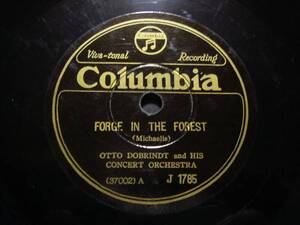 Viva-tonal Recording
Columbia
FORGE IN THE FOREST
(Michaelis)
OTTO DOBRINDT and HIS
CONCERT ORCHESTRA
(37002) A J 1785